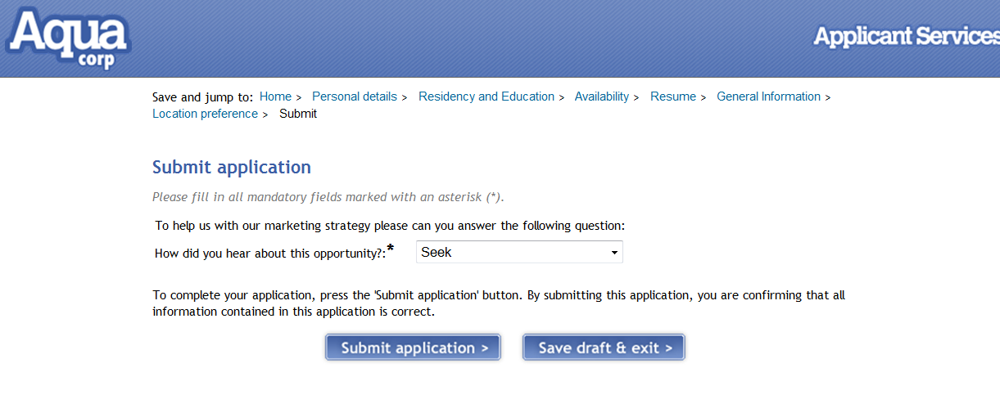 Aqua
corp
Applicant Services
Save and jump to: Home > Personal details > Residency and Education > Availability > Resume > General Information >
Location preference > Submit
Submit application
Please fill in all mandatory fields marked with an asterisk (*).
To help us with our marketing strategy please can you answer the following question:
How did you hear about this opportunity?:* Seek
To complete your application, press the 'Submit application' button. By submitting this application, you are confirming that all
information contained in this application is correct.
Submit application > Save draft & exit >